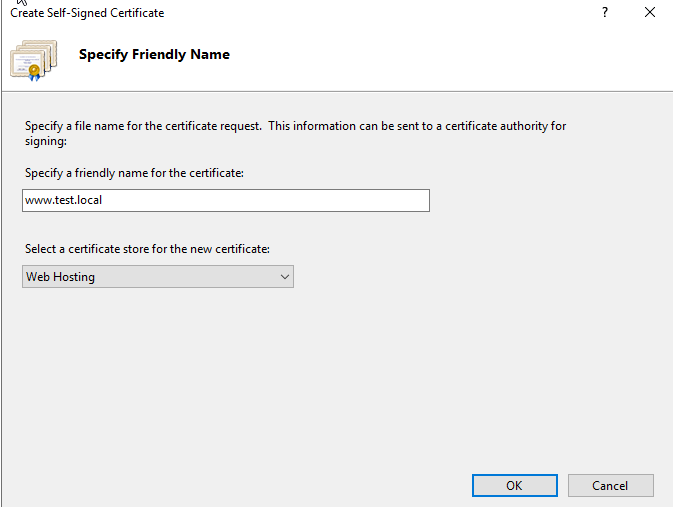 Create Self-Signed Certificate
?
Specify Friendly Name
Specify a file name for the certificate request.  This information can be sent to a certificate authority for
signing:
Specify a friendly name for the certificate:
www.test.local
Select a certificate store for the new certificate:
Web Hosting
OK
Cancel